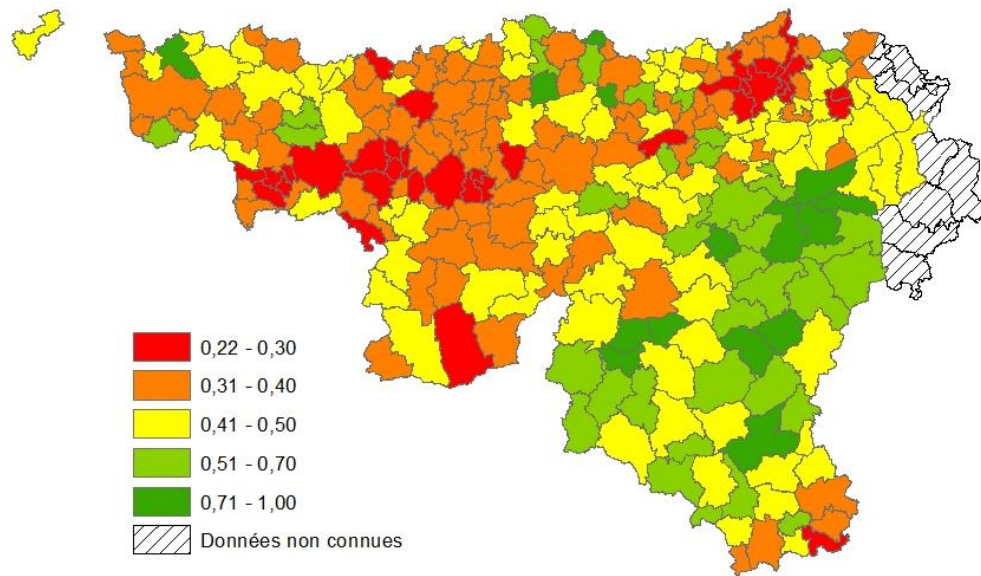 0,22 - 0,30
0,31 - 0,40
0,41 - 0,50
0,51 - 0,70
0,71 - 1,00
Données non connues